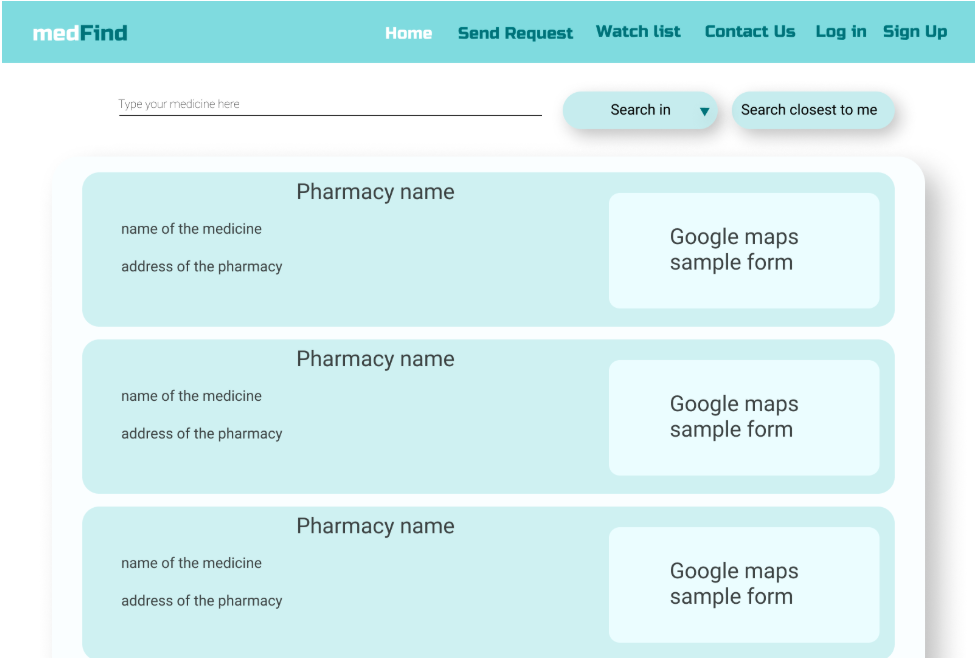 medFind Home Send Request Watch list Contact Us Log in Sign Up
Type your medicine here Search in Search closest to me
Pharmacy name
name of the medicine
address of the pharmacy
Google maps
sample form
Pharmacy name
name of the medicine
address of the pharmacy
Google maps
sample form
Pharmacy name
name of the medicine
address of the pharmacy
Google maps
sample form